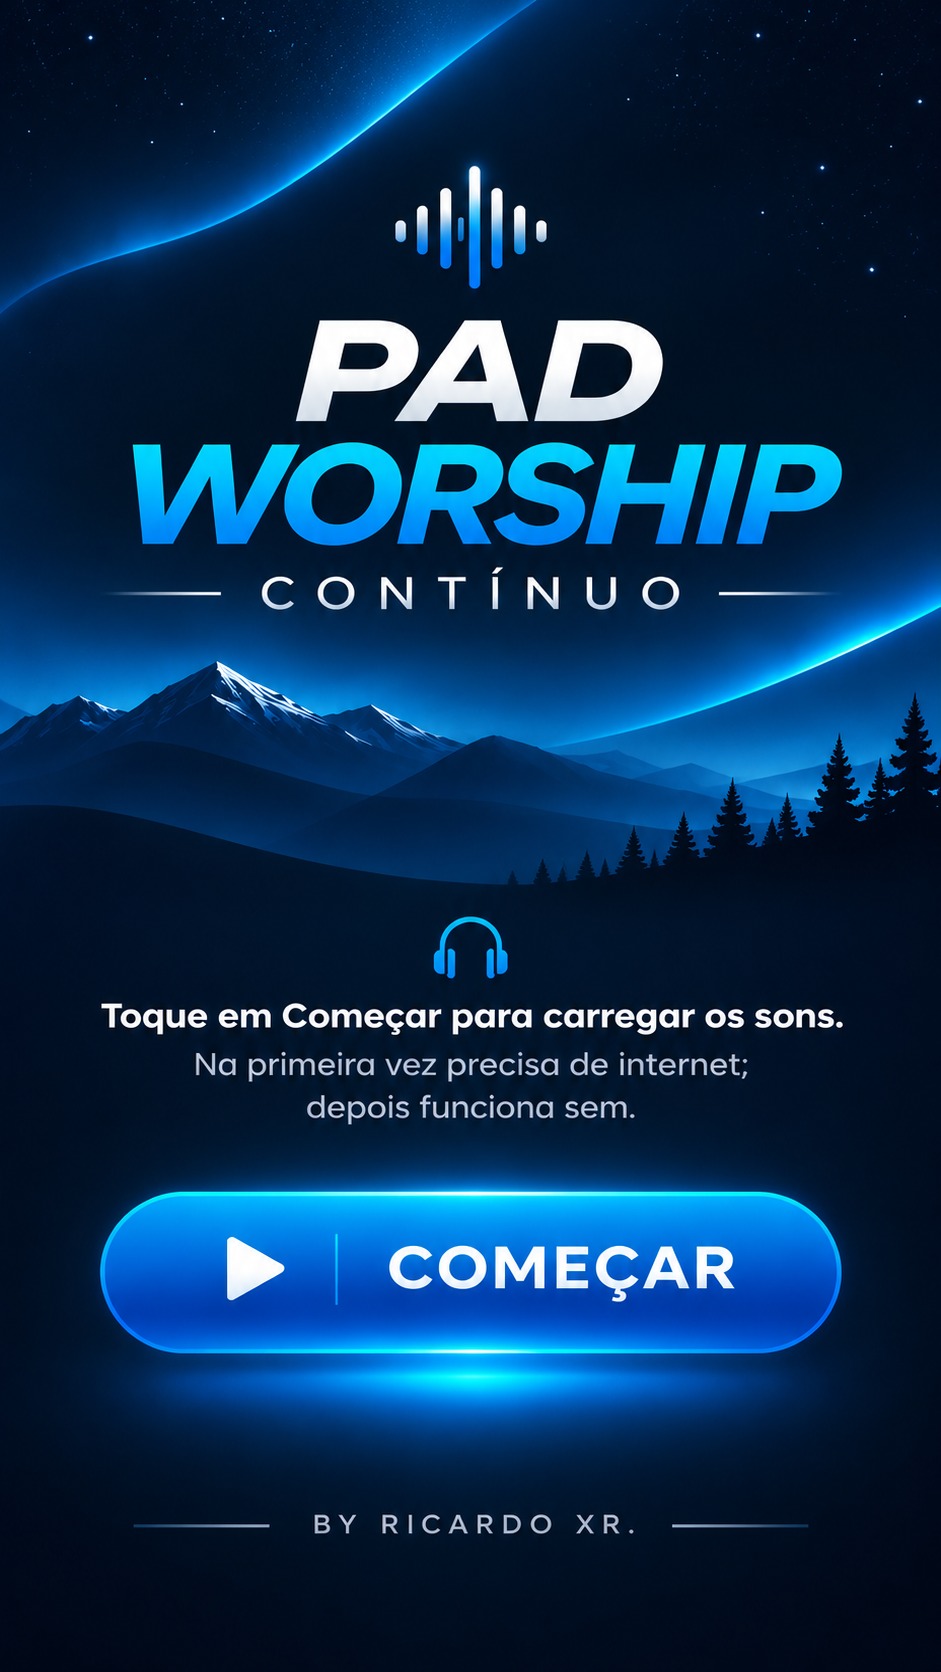 PAD
WORSHIP
CONTÍNUO
Toque em Começar para carregar os sons.
Na primeira vez precisa de internet;
depois funciona sem.
COMEÇAR
BY RICARDO XR.